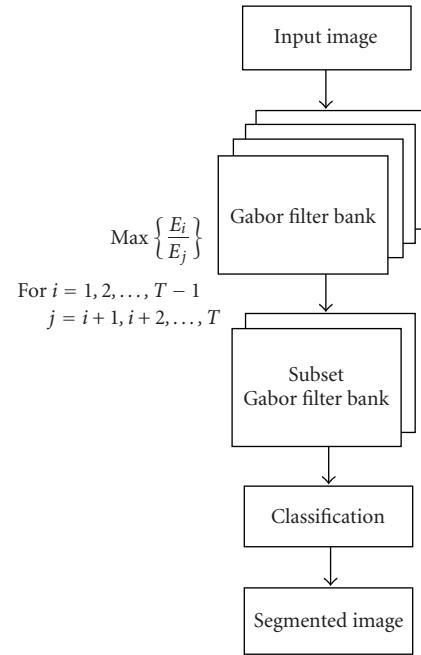 Input image
Gabor filter bank
Max { E_i / E_j }
For i = 1, 2, ..., T − 1
j = i + 1, i + 2, ..., T
Subset
Gabor filter bank
Classification
Segmented image